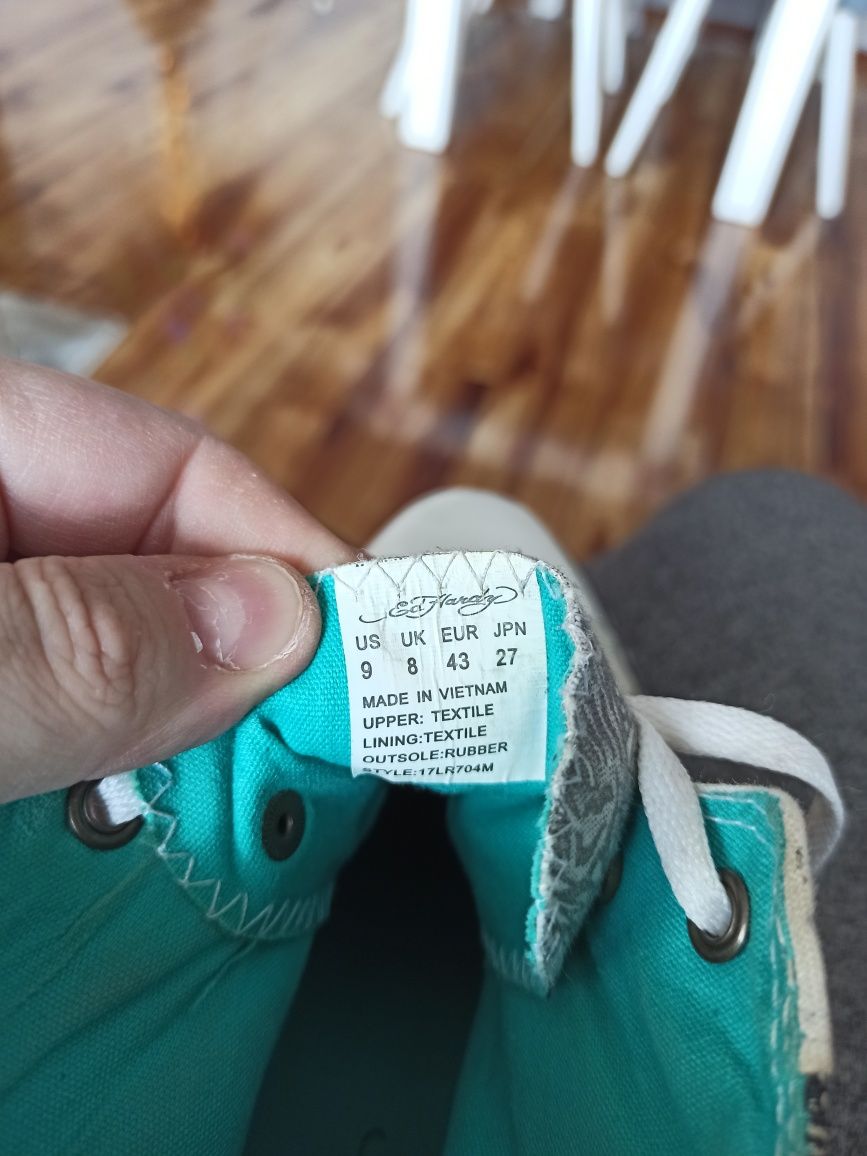 Ed Hardy
US UK EUR JPN
9 8 43 27
MADE IN VIETNAM
UPPER: TEXTILE
LINING:TEXTILE
OUTSOLE:RUBBER
STYLE:17LR704M